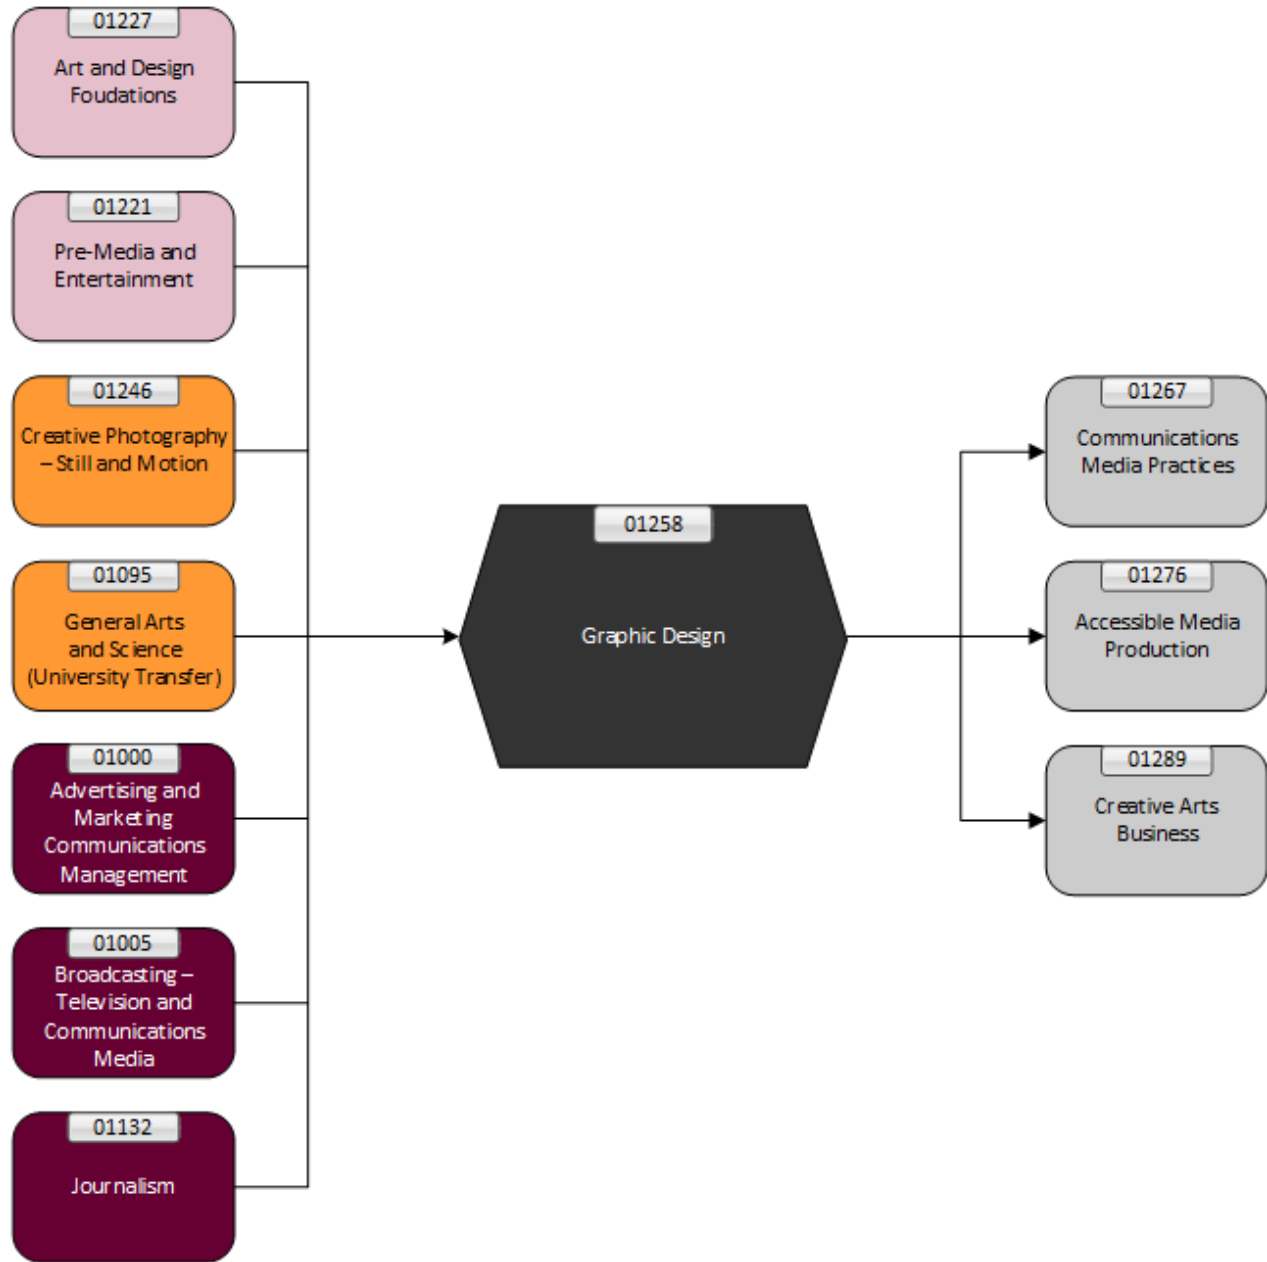 01227
Art and Design
Foudations
01221
Pre-Media and
Entertainment
01246
Creative Photography
– Still and Motion
01095
General Arts
and Science
(University Transfer)
01000
Advertising and
Marketing
Communications
Management
01005
Broadcasting –
Television and
Communications
Media
01132
Journalism
01258
Graphic Design
01267
Communications
Media Practices
01276
Accessible Media
Production
01289
Creative Arts
Business